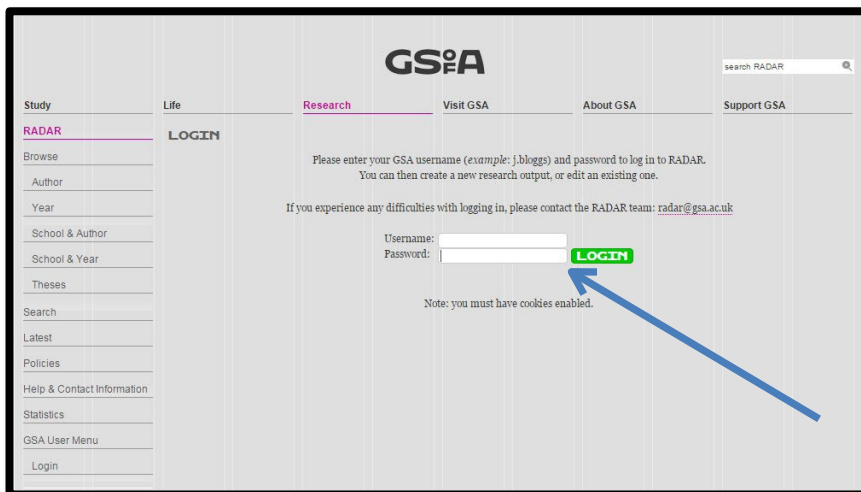 GSOFA
search RADAR
Study Life Research Visit GSA About GSA Support GSA
RADAR
Browse
Author
Year
School & Author
School & Year
Theses
Search
Latest
Policies
Help & Contact Information
Statistics
GSA User Menu
Login
LOGIN
Please enter your GSA username (example: j.bloggs) and password to log in to RADAR.
You can then create a new research output, or edit an existing one.
If you experience any difficulties with logging in, please contact the RADAR team: radar@gsa.ac.uk
Username:
Password:
LOGIN
Note: you must have cookies enabled.